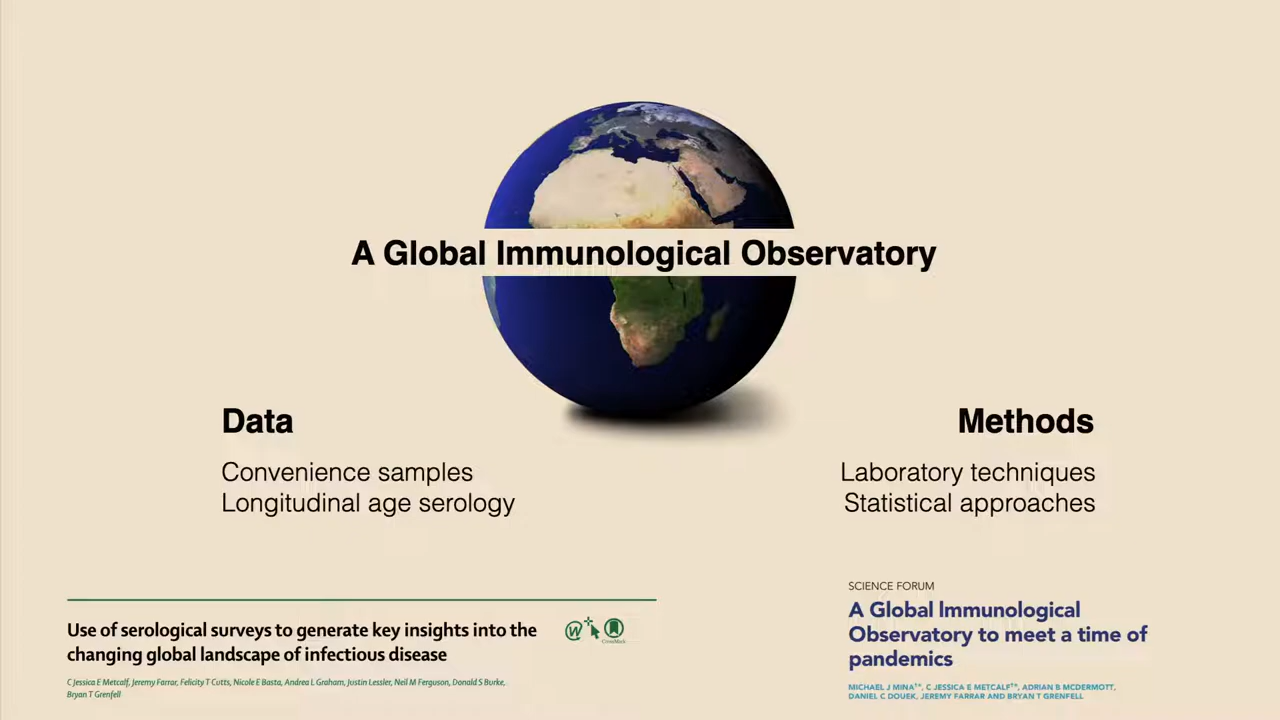 A Global Immunological Observatory
Data
Convenience samples
Longitudinal age serology
Methods
Laboratory techniques
Statistical approaches
Use of serological surveys to generate key insights into the
changing global landscape of infectious disease
C Jessica E Metcalf, Jeremy Farrar, Felicity T Cutts, Nicole E Basta, Andrea L Graham, Justin Lessler, Neil M Ferguson, Donald S Burke,
Bryan T Grenfell
W
CrossMark
SCIENCE FORUM
A Global Immunological
Observatory to meet a time of
pandemics
MICHAEL J MINA†*, C JESSICA E METCALF†*, ADRIAN B MCDERMOTT,
DANIEL C DOUEK, JEREMY FARRAR AND BRYAN T GRENFELL